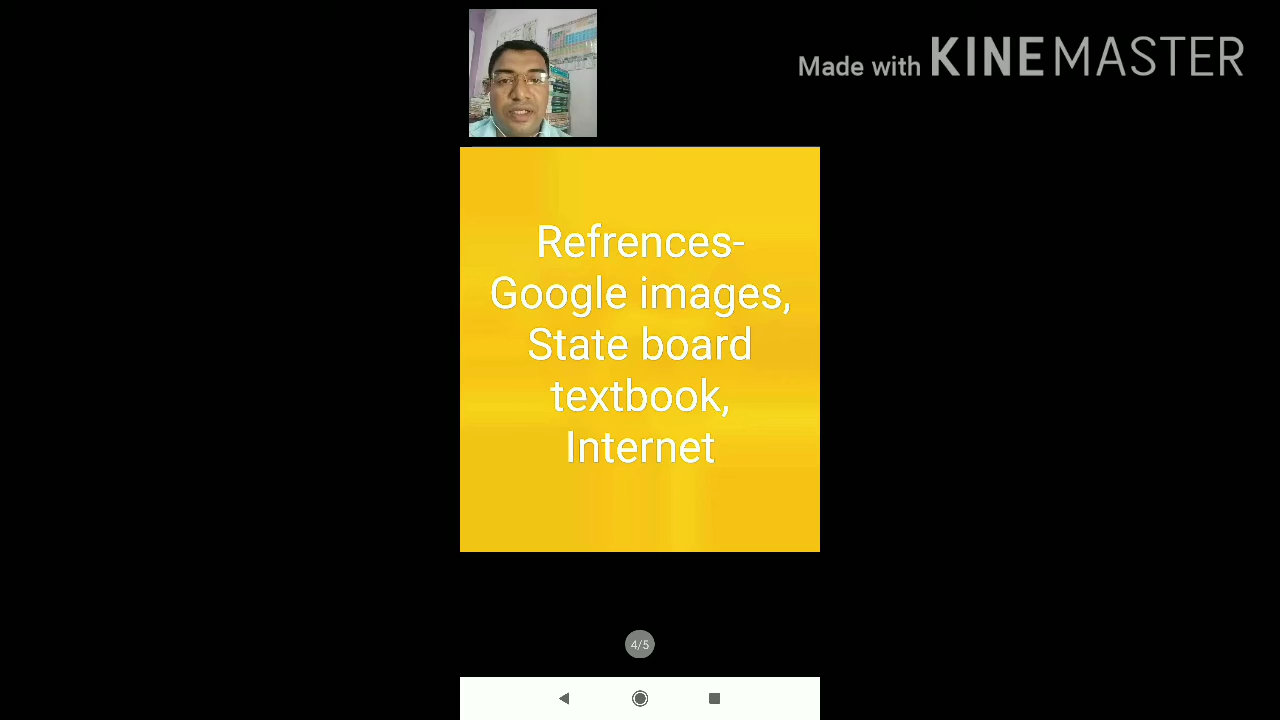 Made with KINEMASTER
Refrences-
Google images,
State board
textbook,
Internet
4/5